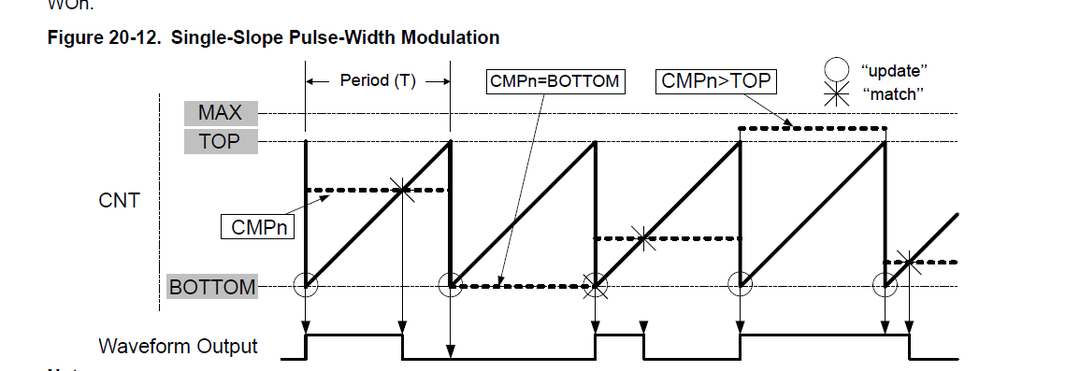 WOn.
Figure 20-12. Single-Slope Pulse-Width Modulation
Period (T)
CMPn=BOTTOM
CMPn>TOP
“update”
“match”
MAX
TOP
CNT
CMPn
BOTTOM
Waveform Output